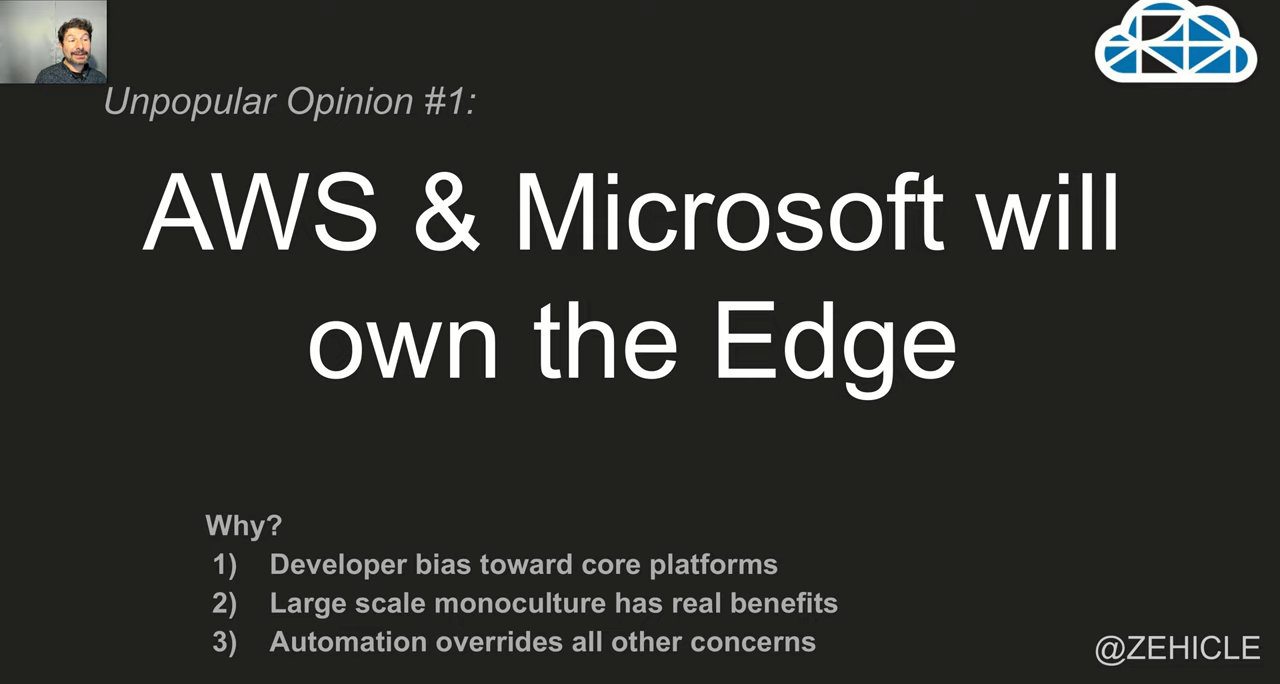 Unpopular Opinion #1:
AWS & Microsoft will
own the Edge
Why?
1) Developer bias toward core platforms
2) Large scale monoculture has real benefits
3) Automation overrides all other concerns
@ZEHICLE